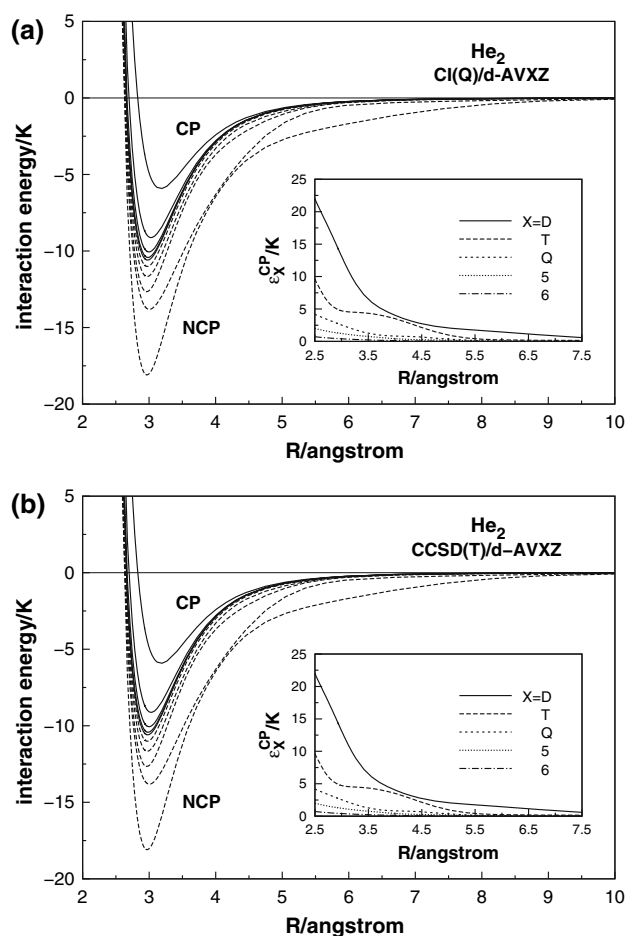 (a)
5
0
-5
-10
-15
-20
interaction energy/K
He2
CI(Q)/d-AVXZ
CP
NCP
25
20
15
10
5
0
ε_X^CP/K
X=D
T
Q
5
6
2.5 3.5 4.5 5.5 6.5 7.5
R/angstrom
2 3 4 5 6 7 8 9 10
R/angstrom
(b)
5
0
-5
-10
-15
-20
interaction energy/K
He2
CCSD(T)/d-AVXZ
CP
NCP
25
20
15
10
5
0
ε_X^CP/K
X=D
T
Q
5
6
2.5 3.5 4.5 5.5 6.5 7.5
R/angstrom
2 3 4 5 6 7 8 9 10
R/angstrom